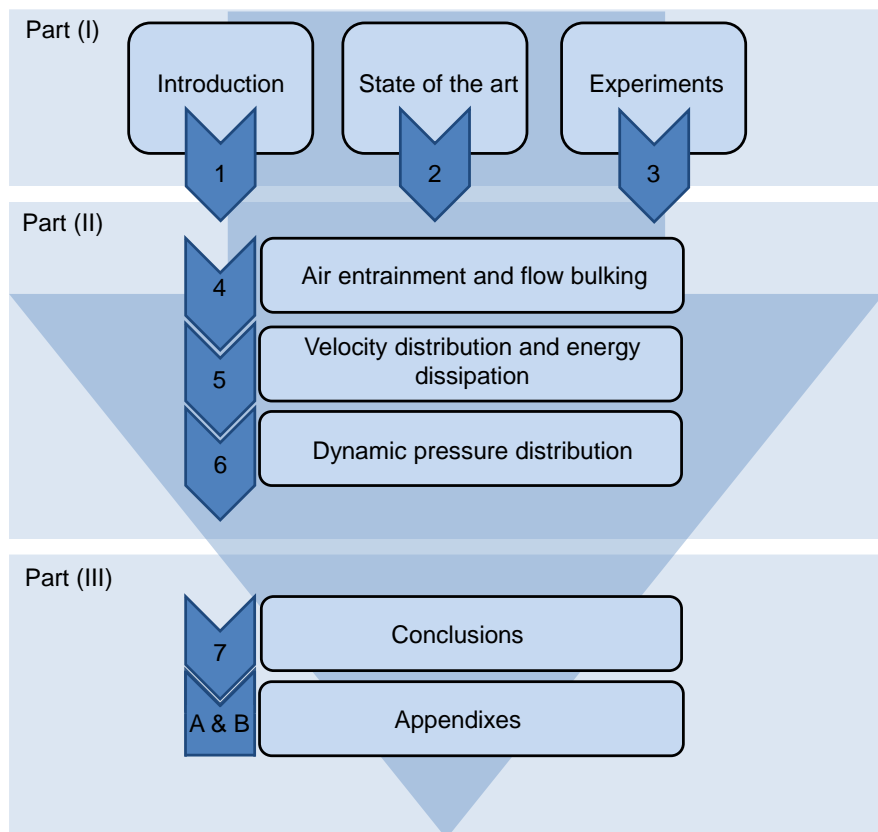 Part (I)
Introduction
State of the art
Experiments
1
2
3
Part (II)
4
Air entrainment and flow bulking
5
Velocity distribution and energy
dissipation
6
Dynamic pressure distribution
Part (III)
7
Conclusions
A & B
Appendixes